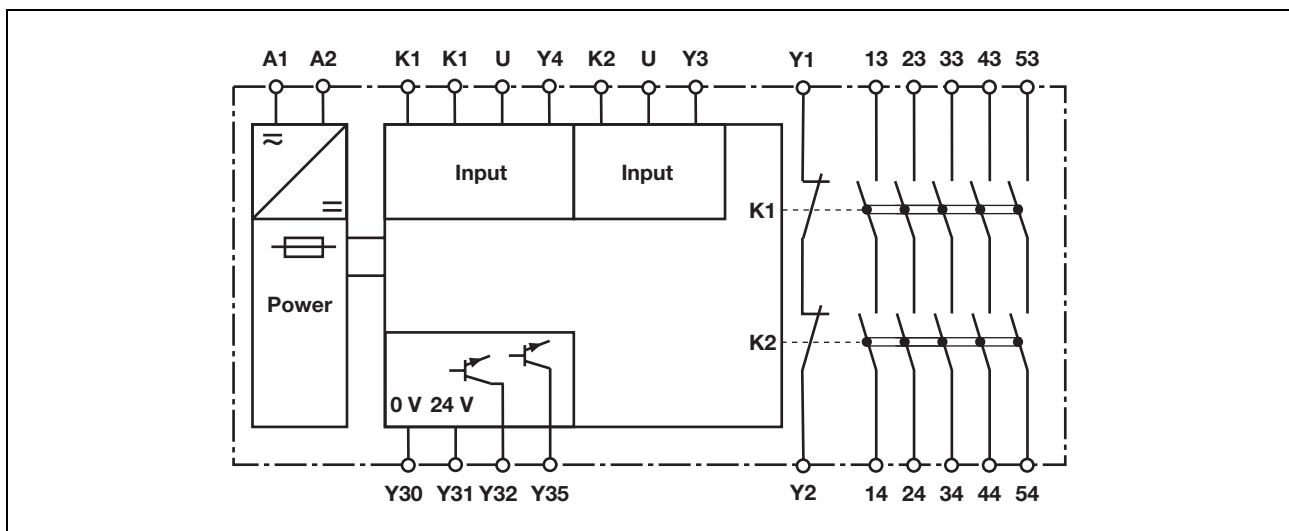 A1 A2 K1 K1 U Y4 K2 U Y3 Y1 13 23 33 43 53
Input Input
K1
Power
K2
0 V 24 V
Y30 Y31 Y32 Y35 Y2 14 24 34 44 54